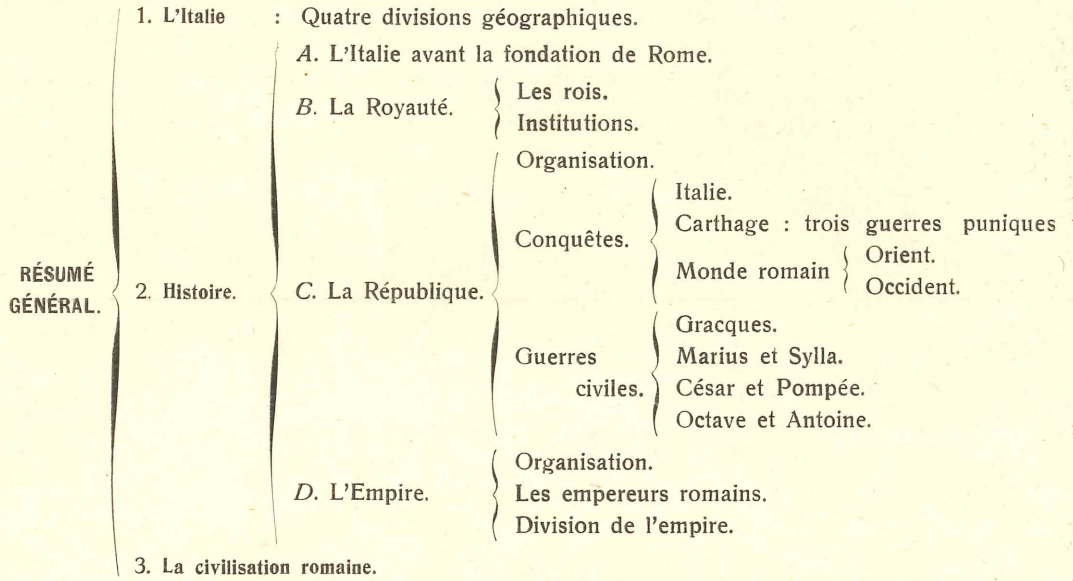 RÉSUMÉ
GÉNÉRAL.
1. L'Italie : Quatre divisions géographiques.
2. Histoire.
A. L'Italie avant la fondation de Rome.
B. La Royauté.
Les rois.
Institutions.
C. La République.
Organisation.
Conquêtes.
Italie.
Carthage : trois guerres puniques
Monde romain
Orient.
Occident.
Guerres
civiles.
Gracques.
Marius et Sylla.
César et Pompée.
Octave et Antoine.
D. L'Empire.
Organisation.
Les empereurs romains.
Division de l'empire.
3. La civilisation romaine.